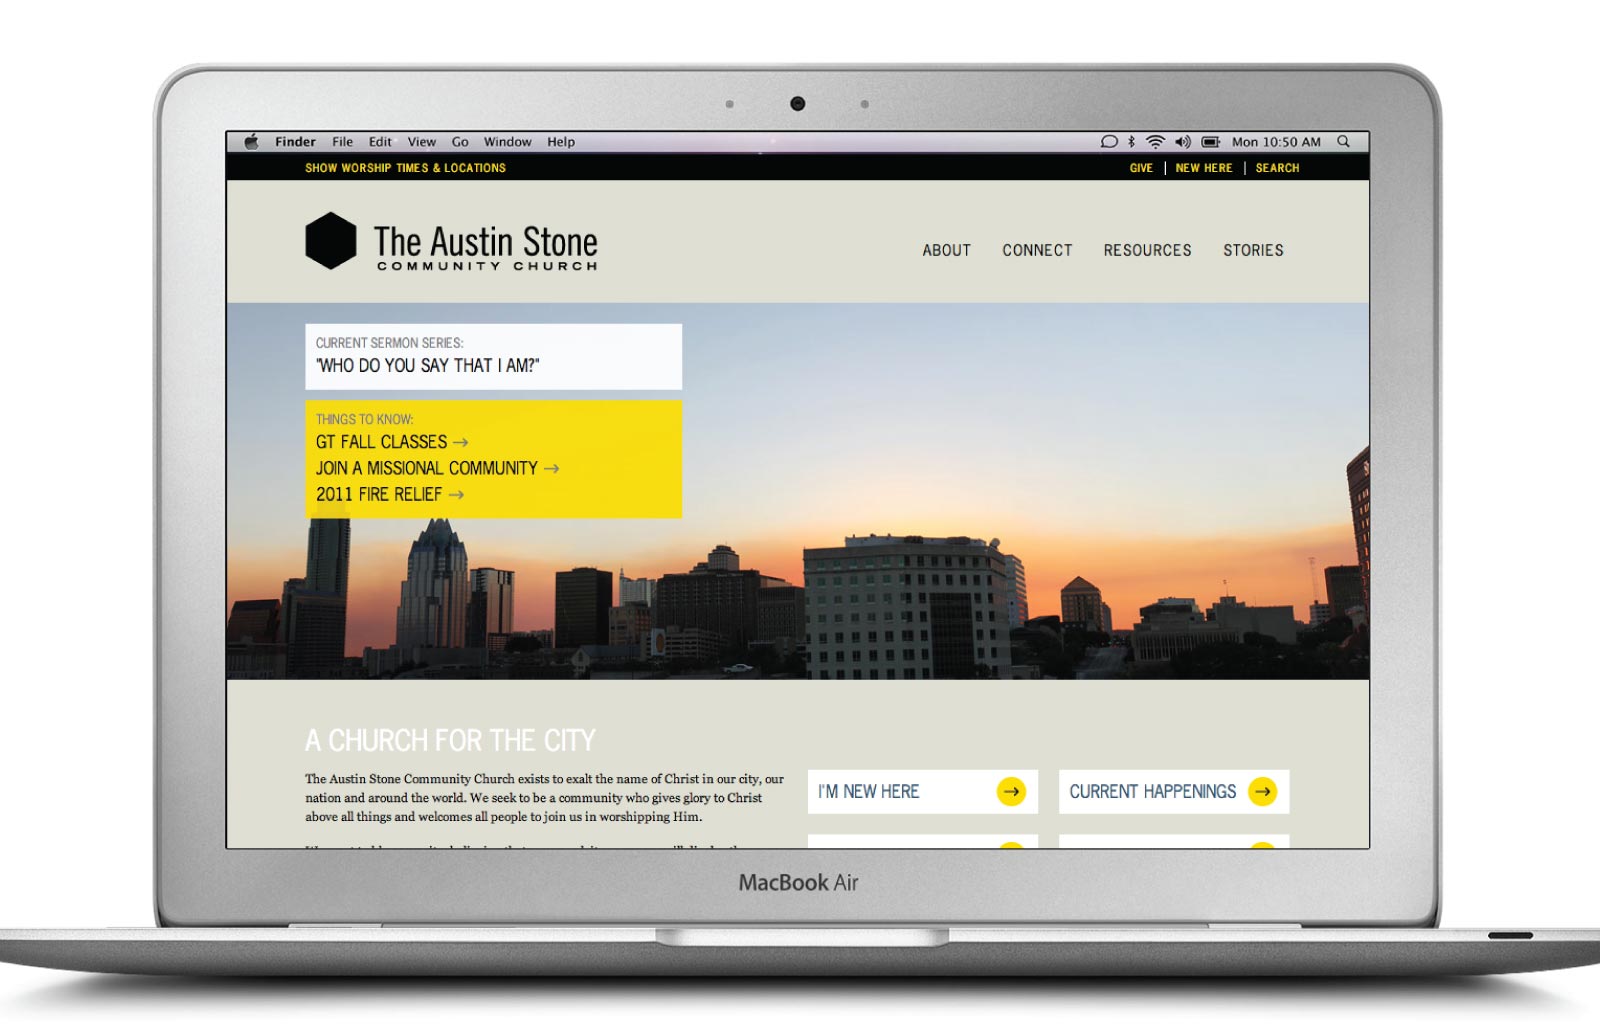 Finder File Edit View Go Window Help Mon 10:50 AM
SHOW WORSHIP TIMES & LOCATIONS GIVE | NEW HERE | SEARCH
The Austin Stone
COMMUNITY CHURCH
ABOUT CONNECT RESOURCES STORIES
CURRENT SERMON SERIES:
"WHO DO YOU SAY THAT I AM?"
THINGS TO KNOW:
GT FALL CLASSES →
JOIN A MISSIONAL COMMUNITY →
2011 FIRE RELIEF →
A CHURCH FOR THE CITY
The Austin Stone Community Church exists to exalt the name of Christ in our city, our
nation and around the world. We seek to be a community who gives glory to Christ
above all things and welcomes all people to join us in worshipping Him.
I'M NEW HERE →
CURRENT HAPPENINGS →
MacBook Air